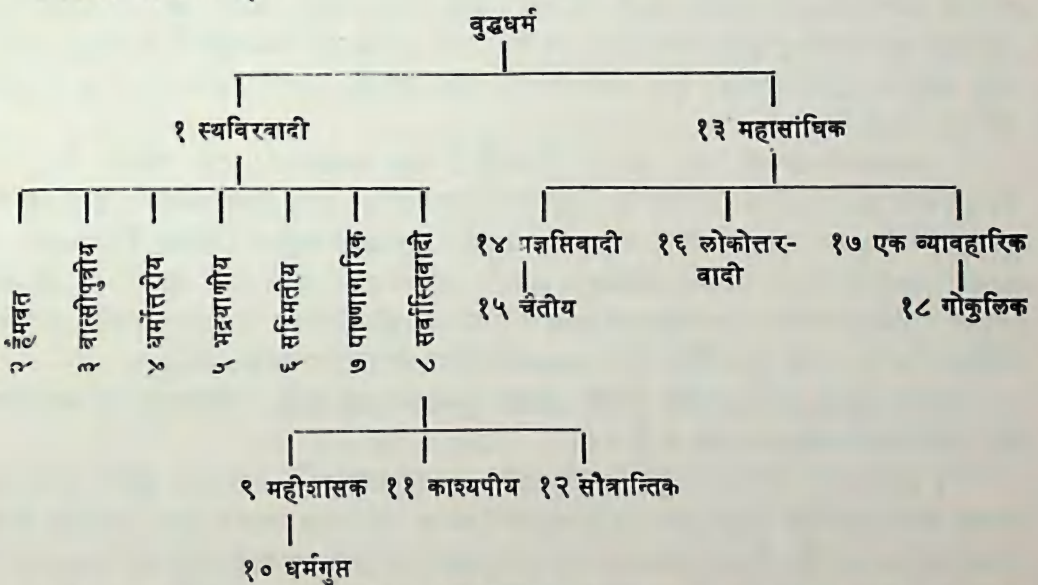 वुद्धधर्म
१ स्थविरवादी
१३ महासांघिक
२ हैमवत
३ वात्सीपुत्रीय
४ धर्मोत्तरीय
५ भद्रयाणीय
६ सम्मितीय
७ पाण्णागारिक
८ सर्वास्तिवादी
१४ प्रज्ञप्तिवादी
१५ चैतीय
१६ लोकोत्तर-
वादी
१७ एक व्यावहारिक
१८ गोकुलिक
९ महीशासक
११ काश्यपीय
१२ सौत्रान्तिक
१० धर्मगुप्त